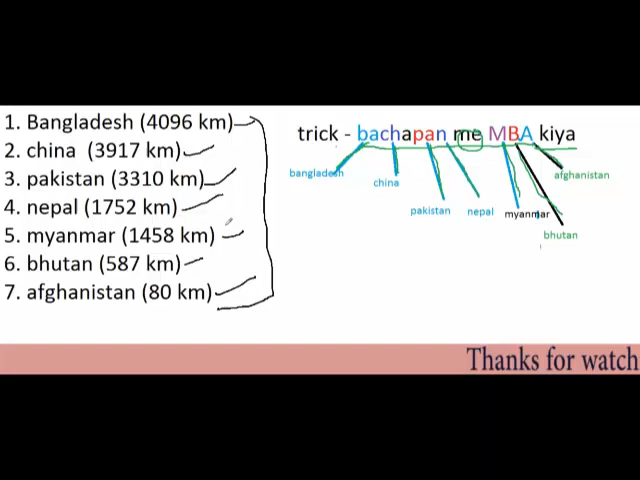 1. Bangladesh (4096 km)
2. china (3917 km)
3. pakistan (3310 km)
4. nepal (1752 km)
5. myanmar (1458 km)
6. bhutan (587 km)
7. afghanistan (80 km)
trick - bachapan me MBA kiya
bangladesh
china
pakistan
nepal
myanmar
bhutan
afghanistan
Thanks for watch